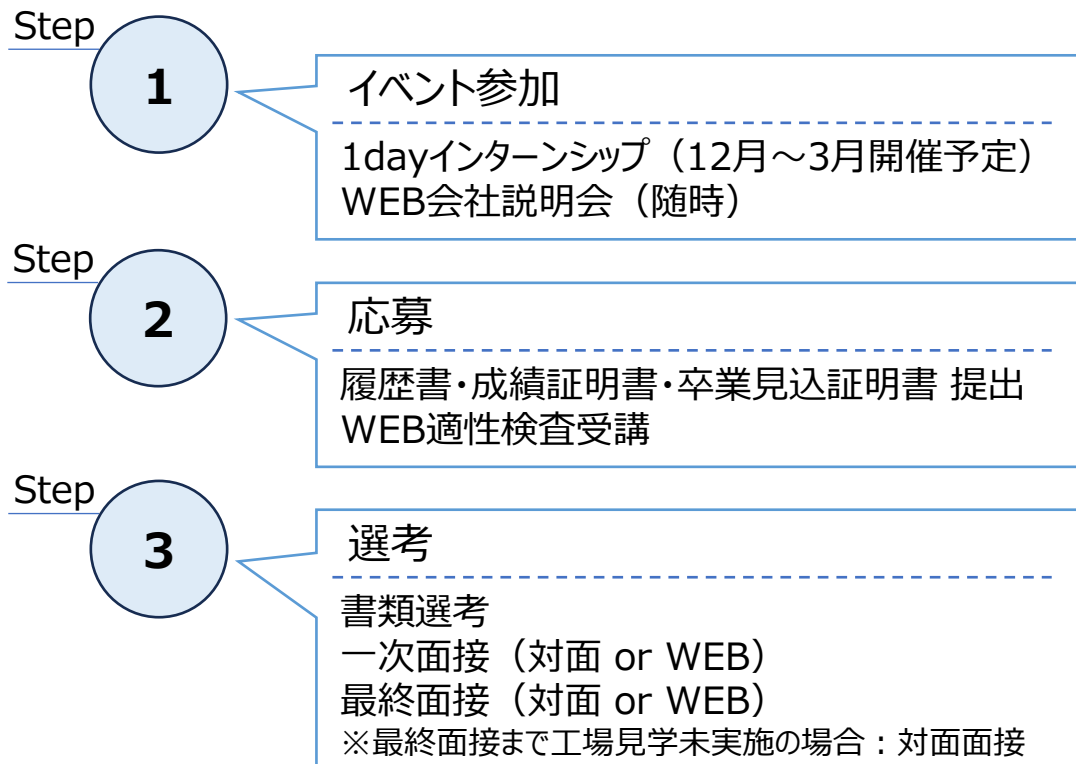 Step
1
イベント参加
1dayインターンシップ（12月～3月開催予定）
WEB会社説明会（随時）
Step
2
応募
履歴書・成績証明書・卒業見込証明書 提出
WEB適性検査受講
Step
3
選考
書類選考
一次面接（対面 or WEB）
最終面接（対面 or WEB）
※最終面接まで工場見学未実施の場合：対面面接